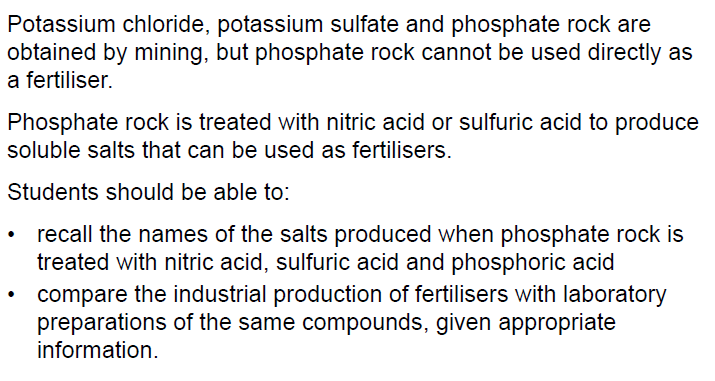 Potassium chloride, potassium sulfate and phosphate rock are
obtained by mining, but phosphate rock cannot be used directly as
a fertiliser.
Phosphate rock is treated with nitric acid or sulfuric acid to produce
soluble salts that can be used as fertilisers.
Students should be able to:
• recall the names of the salts produced when phosphate rock is
treated with nitric acid, sulfuric acid and phosphoric acid
• compare the industrial production of fertilisers with laboratory
preparations of the same compounds, given appropriate
information.